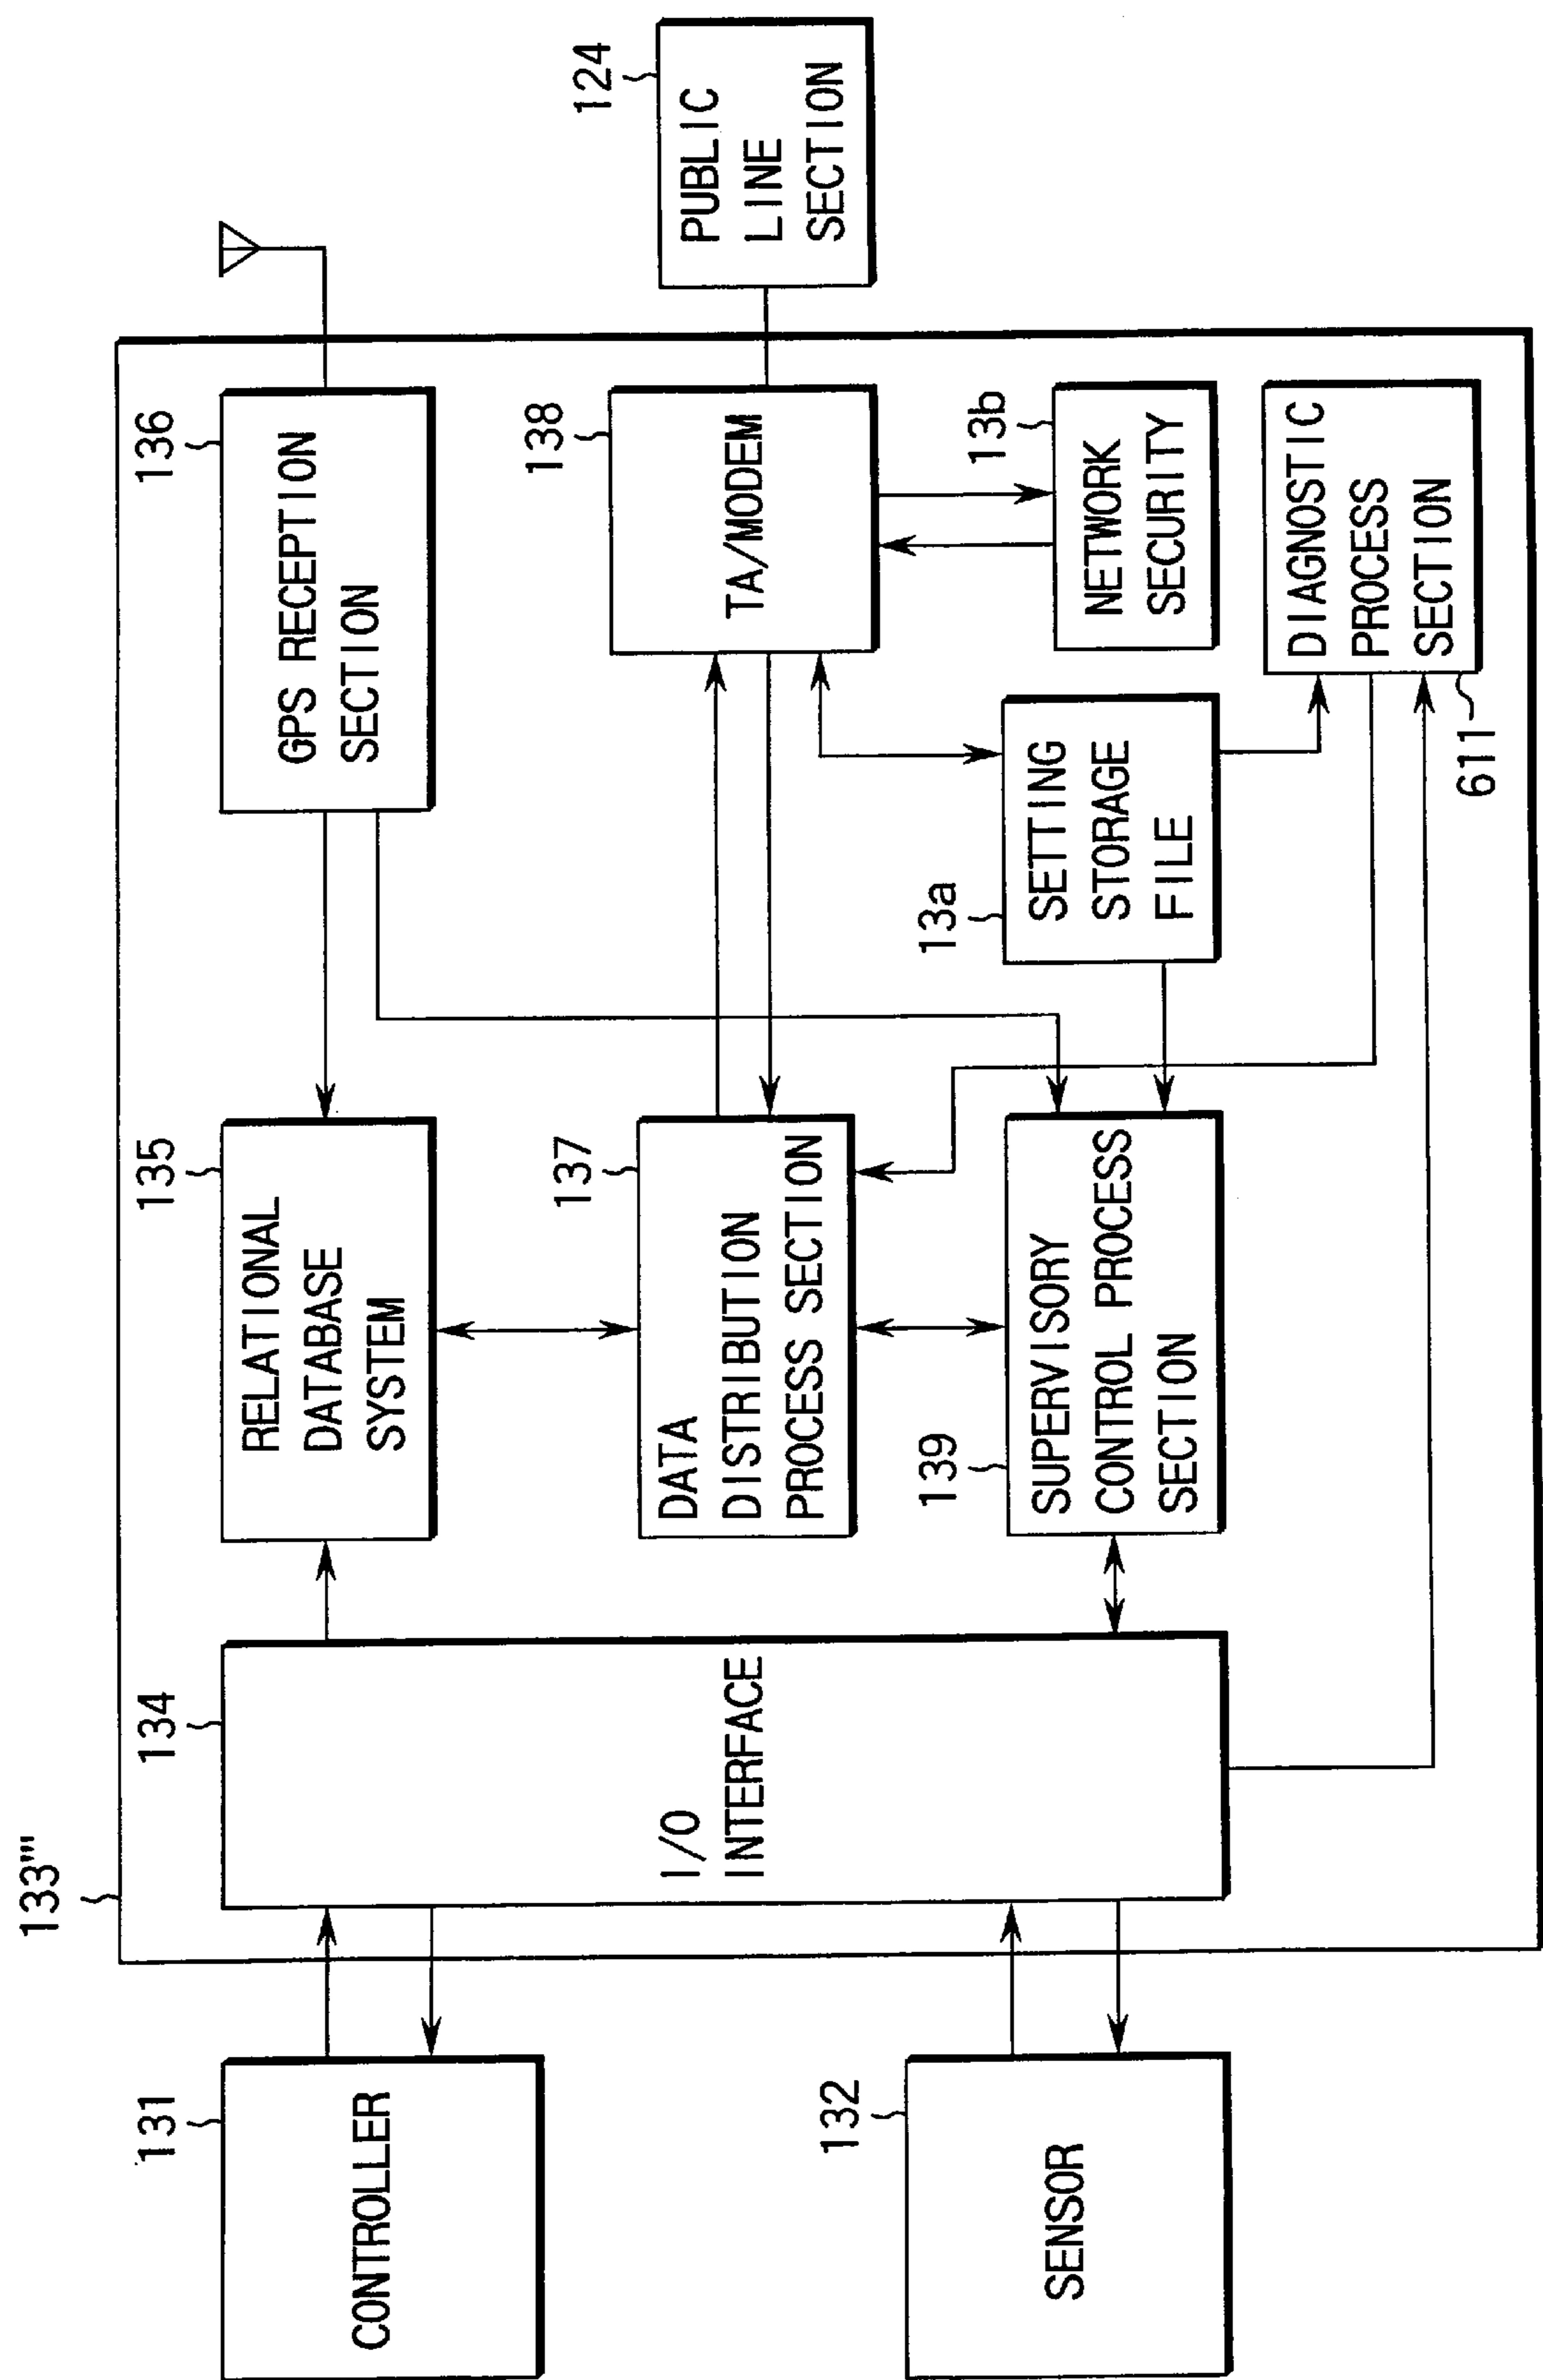 133'''
131
CONTROLLER
132
SENSOR
134
I/O
INTERFACE
135
RELATIONAL
DATABASE
SYSTEM
136
GPS RECEPTION
SECTION
137
DATA
DISTRIBUTION
PROCESS SECTION
138
TA/MODEM
124
PUBLIC
LINE
SECTION
139
SUPERVISORY
CONTROL PROCESS
SECTION
13a
SETTING
STORAGE
FILE
13b
NETWORK
SECURITY
DIAGNOSTIC
PROCESS
SECTION
611